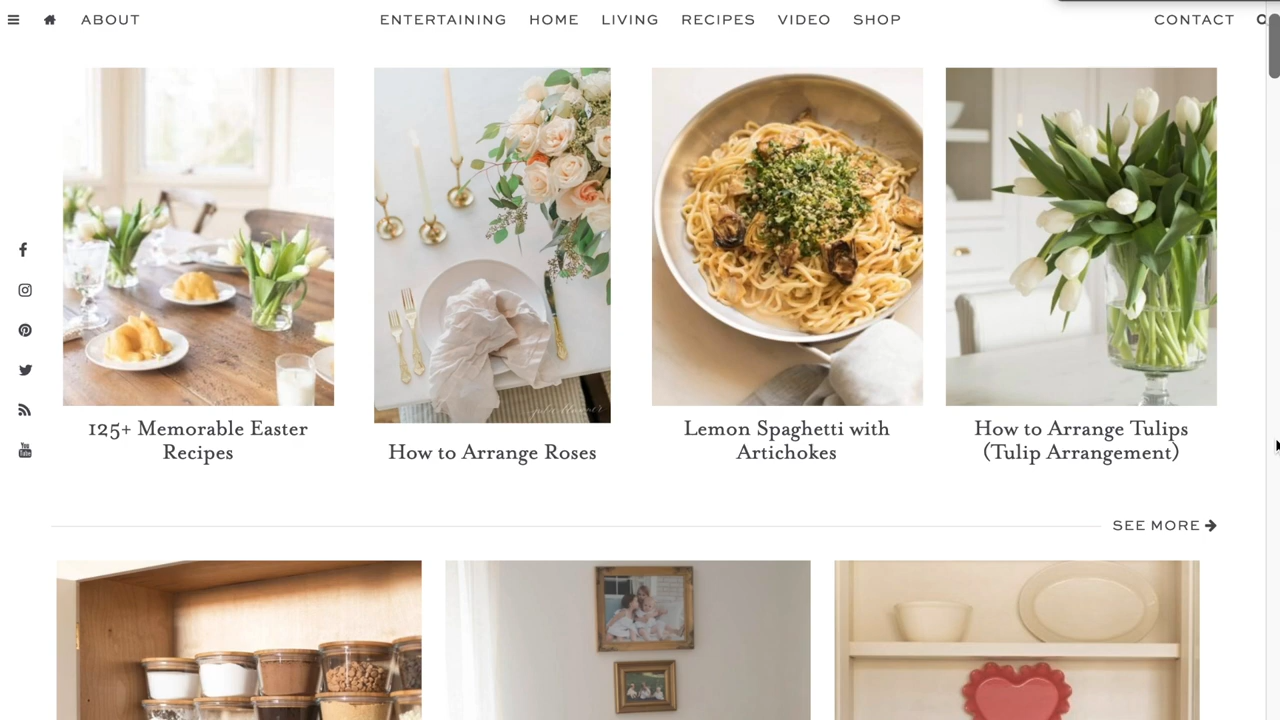 ABOUT
ENTERTAINING
HOME
LIVING
RECIPES
VIDEO
SHOP
CONTACT
125+ Memorable Easter
Recipes
How to Arrange Roses
Lemon Spaghetti with
Artichokes
How to Arrange Tulips
(Tulip Arrangement)
SEE MORE